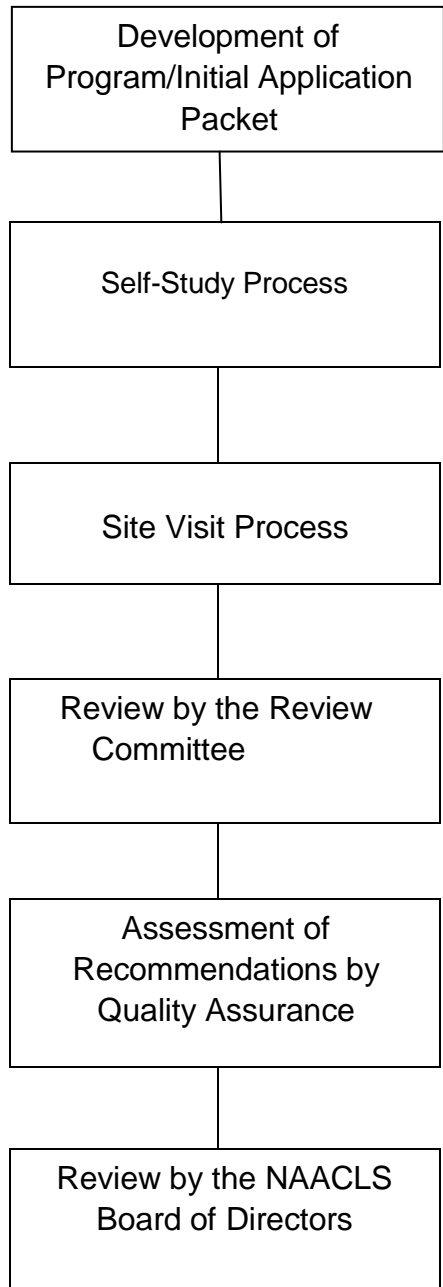 Development of
Program/Initial Application
Packet
Self-Study Process
Site Visit Process
Review by the Review
Committee
Assessment of
Recommendations by
Quality Assurance
Review by the NAACLS
Board of Directors